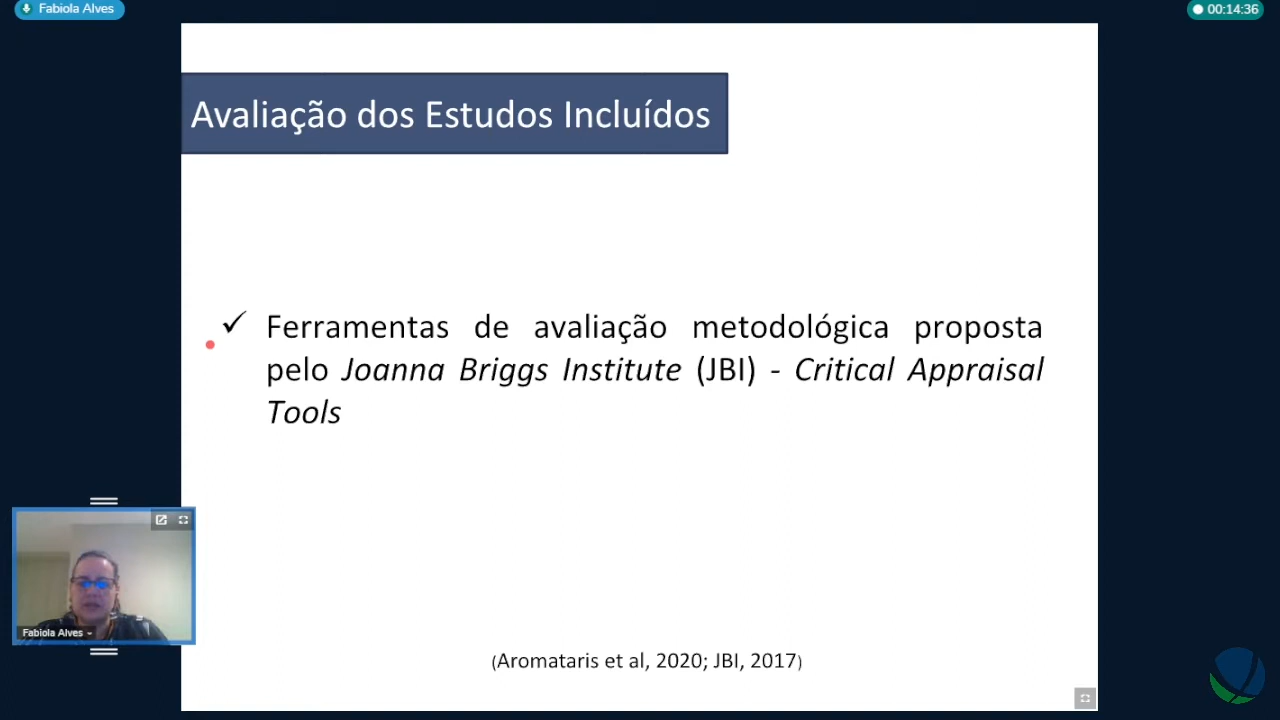 Fabiola Alves
00:14:36
Avaliação dos Estudos Incluídos
✓ Ferramentas de avaliação metodológica proposta
pelo Joanna Briggs Institute (JBI) - Critical Appraisal
Tools
Fabiola Alves
(Aromataris et al, 2020; JBI, 2017)